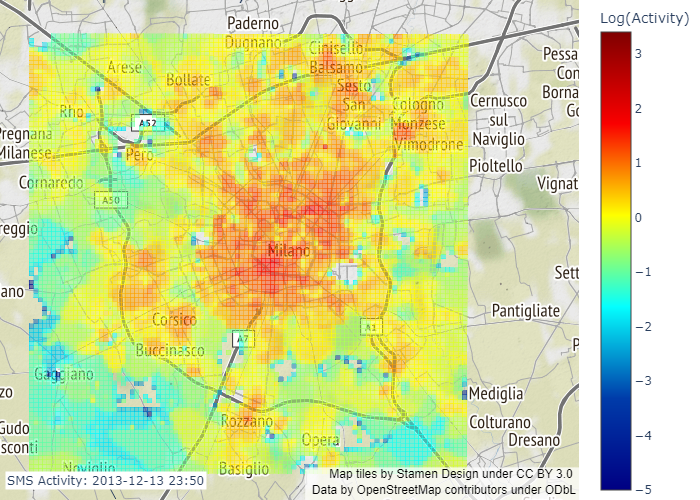 Log(Activity)
Paderno
Dugnano
Cinisello
Balsamo
Arese
Bollate
Sesto
San
Giovanni
Cologno
Monzese
Vimodrone
Pessa
Con
Borna
Go
Rho
A52
Cernusco
sul
Naviglio
Pregnana
Milanese
Pero
Pioltello
Cornaredo
Vignat
A50
reggio
Milano
Sett
ano
Pantigliate
Corsico
A7
A1
Buccinasco
P
Gaggiano
zo
Mediglia
Rozzano
Colturano
Gudo
sconti
Opera
Dresano
Noviglio
Basiglio
SMS Activity: 2013-12-13 23:50
Map tiles by Stamen Design under CC BY 3.0
Data by OpenStreetMap contributors under ODbL
3
2
1
0
−1
−2
−3
−4
−5